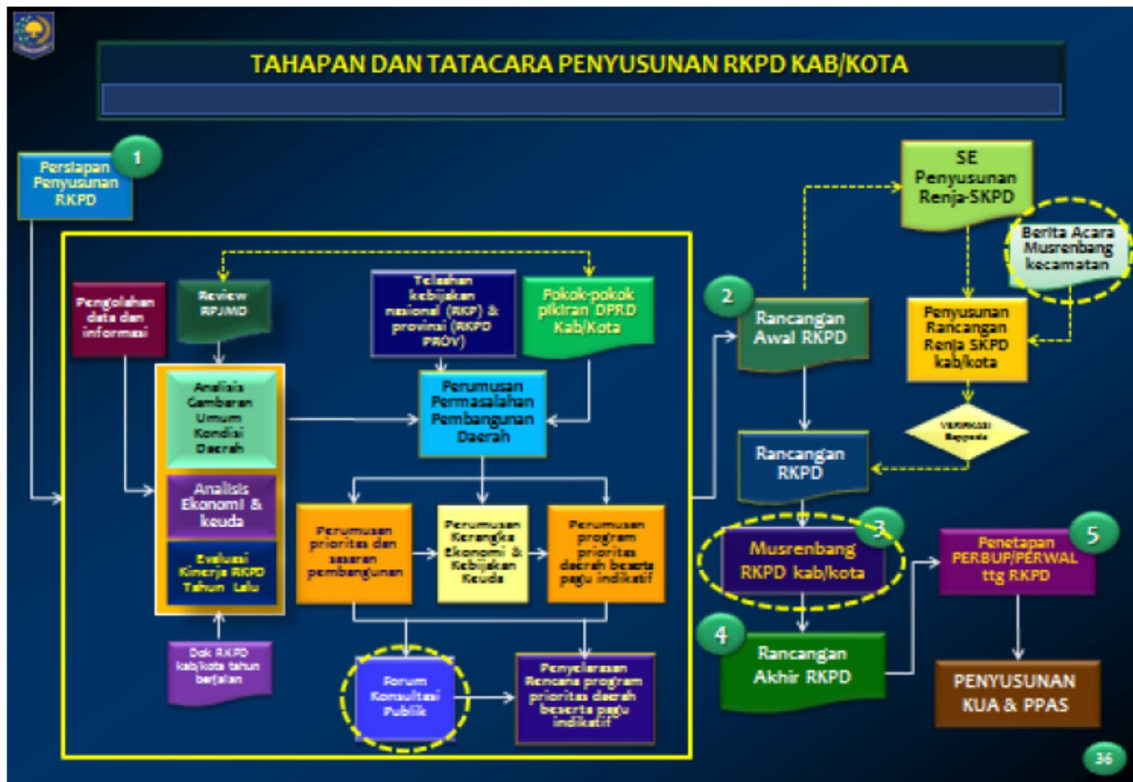 TAHAPAN DAN TATACARA PENYUSUNAN RKPD KAB/KOTA
1
Persiapan
Penyusunan
RKPD
Pengolahan
data dan
informasi
Review
RPJMD
Telaahan
kebijakan
nasional (RKP) &
provinsi (RKPD
PROV)
Pokok-pokok
pikiran DPRD
Kab/Kota
Analisis
Gambaran
Umum
Kondisi
Daerah
Analisis
Ekonomi &
keuda
Evaluasi
Kinerja RKPD
Tahun Lalu
Dok RKPD
kab/kota tahun
berjalan
Perumusan
Permasalahan
Pembangunan
Daerah
Perumusan
prioritas dan
sasaran
pembangunan
Perumusan
Kerangka
Ekonomi &
Kebijakan
Keuda
Perumusan
program
prioritas
daerah beserta
pagu indikatif
Forum
Konsultasi
Publik
Penyelarasan
Rencana program
prioritas daerah
beserta pagu
indikatif
2
Rancangan
Awal RKPD
SE
Penyusunan
Renja-SKPD
Berita Acara
Musrenbang
kecamatan
Penyusunan
Rancangan
Renja SKPD
kab/kota
VERIFIKASI
Bappeda
Rancangan
RKPD
3
Musrenbang
RKPD kab/kota
4
Rancangan
Akhir RKPD
5
Penetapan
PERBUP/PERWAL
ttg RKPD
PENYUSUNAN
KUA & PPAS
36